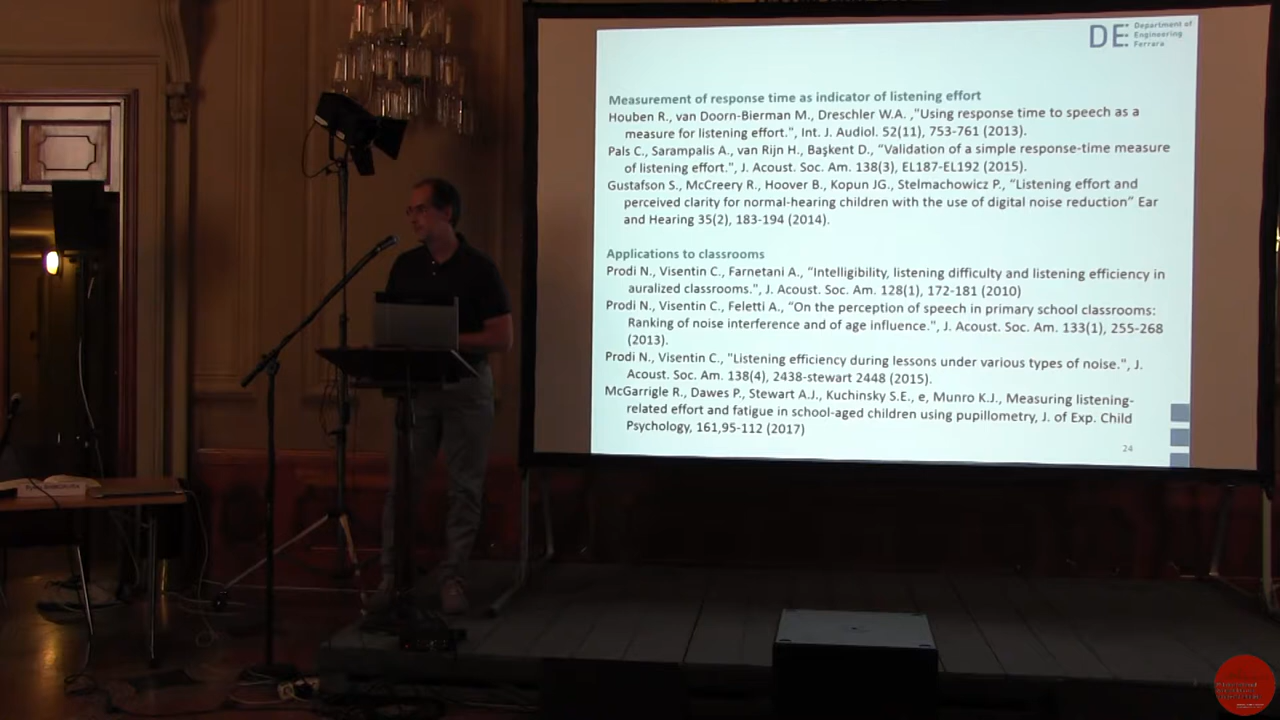 DE Department of
Engineering
Ferrara
Measurement of response time as indicator of listening effort
Houben R., van Doorn-Bierman M., Dreschler W.A. ,"Using response time to speech as a
measure for listening effort.", Int. J. Audiol. 52(11), 753-761 (2013).
Pals C., Sarampalis A., van Rijn H., Başkent D., “Validation of a simple response-time measure
of listening effort.", J. Acoust. Soc. Am. 138(3), EL187-EL192 (2015).
Gustafson S., McCreery R., Hoover B., Kopun JG., Stelmachowicz P., “Listening effort and
perceived clarity for normal-hearing children with the use of digital noise reduction” Ear
and Hearing 35(2), 183-194 (2014).
Applications to classrooms
Prodi N., Visentin C., Farnetani A., “Intelligibility, listening difficulty and listening efficiency in
auralized classrooms.”, J. Acoust. Soc. Am. 128(1), 172-181 (2010)
Prodi N., Visentin C., Feletti A., “On the perception of speech in primary school classrooms:
Ranking of noise interference and of age influence.", J. Acoust. Soc. Am. 133(1), 255-268
(2013).
Prodi N., Visentin C., "Listening efficiency during lessons under various types of noise.", J.
Acoust. Soc. Am. 138(4), 2438-stewart 2448 (2015).
McGarrigle R., Dawes P., Stewart A.J., Kuchinsky S.E., e, Munro K.J., Measuring listening-
related effort and fatigue in school-aged children using pupillometry, J. of Exp. Child
Psychology, 161,95-112 (2017)
24